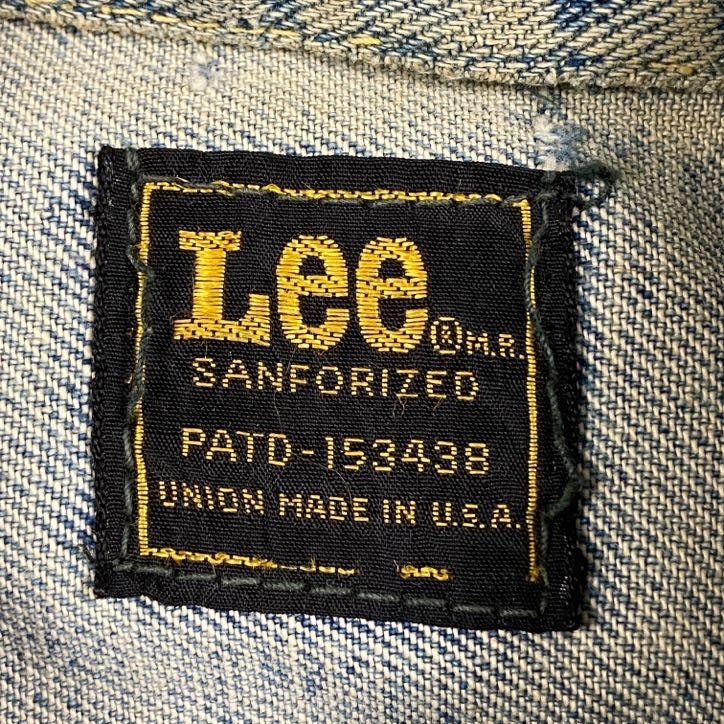 Lee ® M.R.
SANFORIZED
PATD-153438
UNION MADE IN U.S.A.